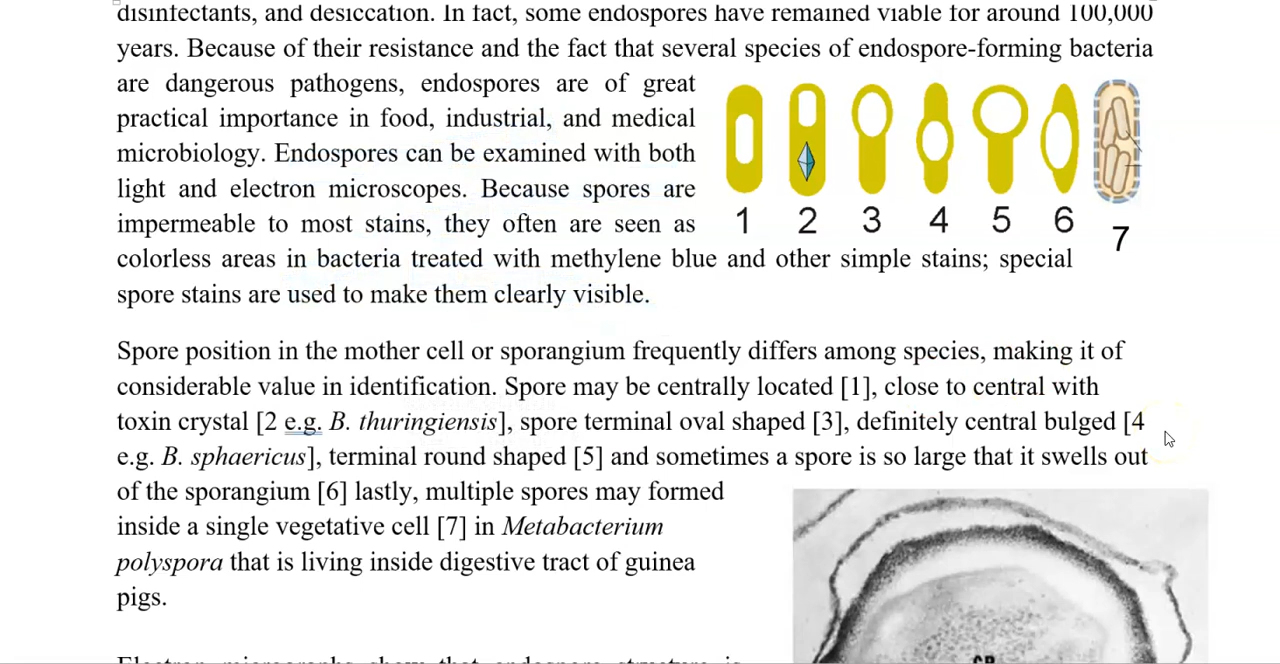 disinfectants, and desiccation. In fact, some endospores have remained viable for around 100,000
years. Because of their resistance and the fact that several species of endospore-forming bacteria
are dangerous pathogens, endospores are of great
practical importance in food, industrial, and medical
microbiology. Endospores can be examined with both
light and electron microscopes. Because spores are
impermeable to most stains, they often are seen as
1 2 3 4 5 6 7
colorless areas in bacteria treated with methylene blue and other simple stains; special
spore stains are used to make them clearly visible.
Spore position in the mother cell or sporangium frequently differs among species, making it of
considerable value in identification. Spore may be centrally located [1], close to central with
toxin crystal [2 e.g. B. thuringiensis], spore terminal oval shaped [3], definitely central bulged [4
e.g. B. sphaericus], terminal round shaped [5] and sometimes a spore is so large that it swells out
of the sporangium [6] lastly, multiple spores may formed
inside a single vegetative cell [7] in Metabacterium
polyspora that is living inside digestive tract of guinea
pigs.
Electron micrographs show that endospore structure is